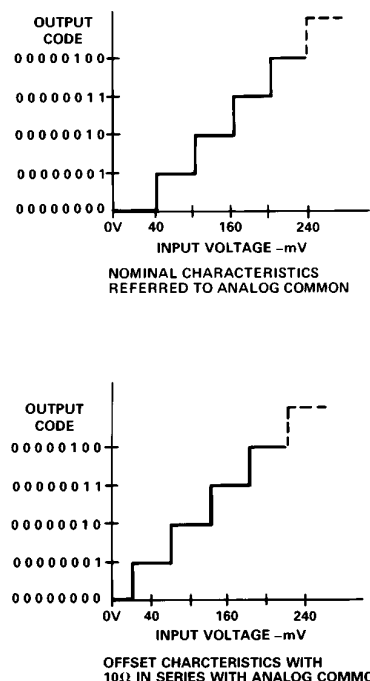 OUTPUT
CODE
00000100
00000011
00000010
00000001
00000000
0V 40 160 240
INPUT VOLTAGE –mV
NOMINAL CHARACTERISTICS
REFERRED TO ANALOG COMMON
OUTPUT
CODE
00000100
00000011
00000010
00000001
00000000
0V 40 160 240
INPUT VOLTAGE –mV
OFFSET CHARCTERISTICS WITH
10Ω IN SERIES WITH ANALOG COMMO